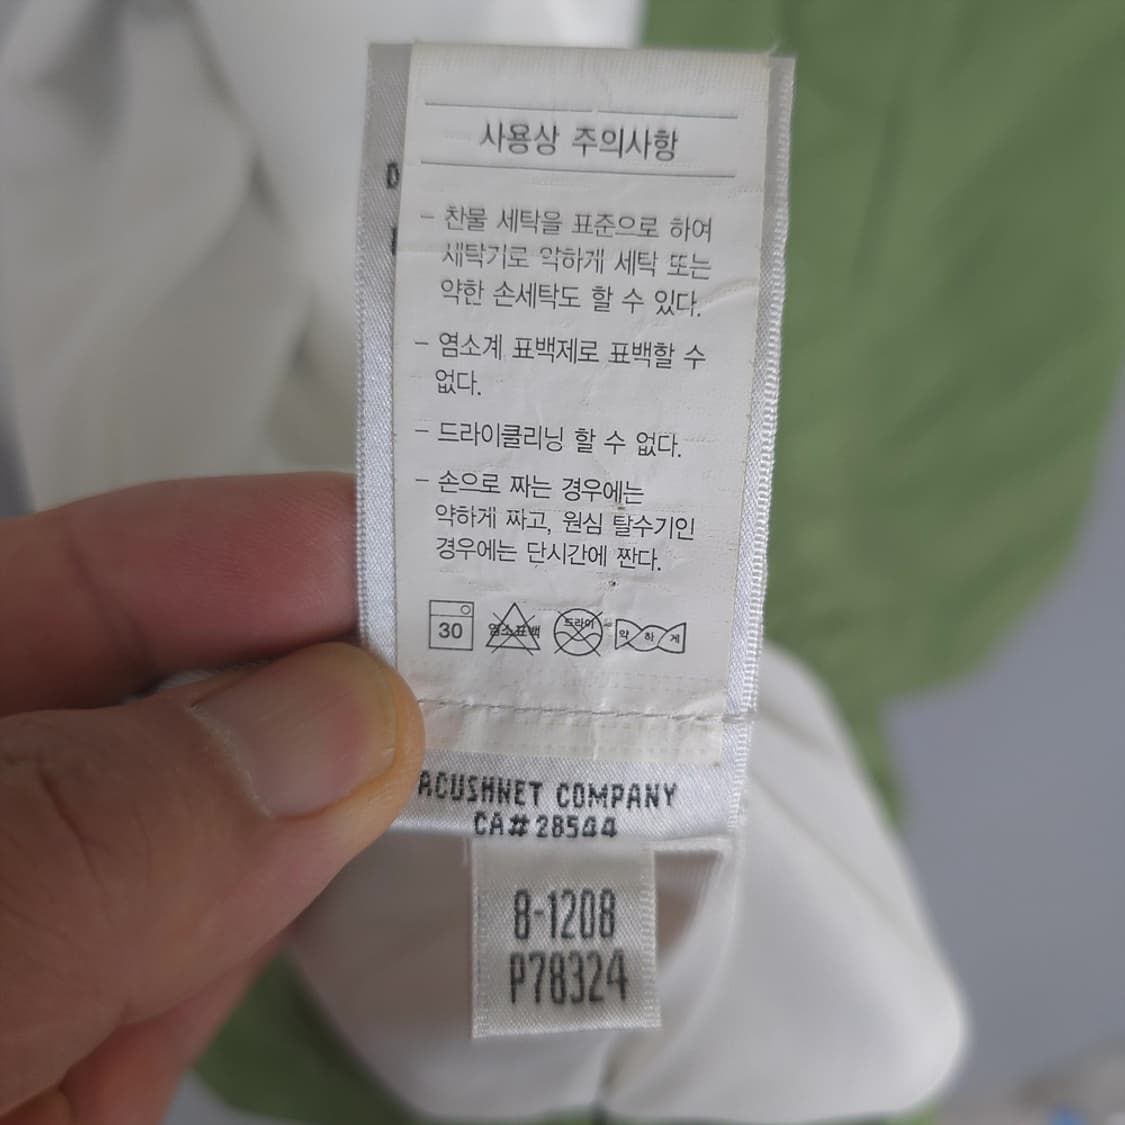 사용상 주의사항
- 찬물 세탁을 표준으로 하여
세탁기로 약하게 세탁 또는
약한 손세탁도 할 수 있다.
- 염소계 표백제로 표백할 수
없다.
- 드라이클리닝 할 수 없다.
- 손으로 짜는 경우에는
약하게 짜고, 원심 탈수기인
경우에는 단시간에 짠다.
30 염소표백 드라이 약하게
ACUSHNET COMPANY
CA#28544
8-1208
P78324